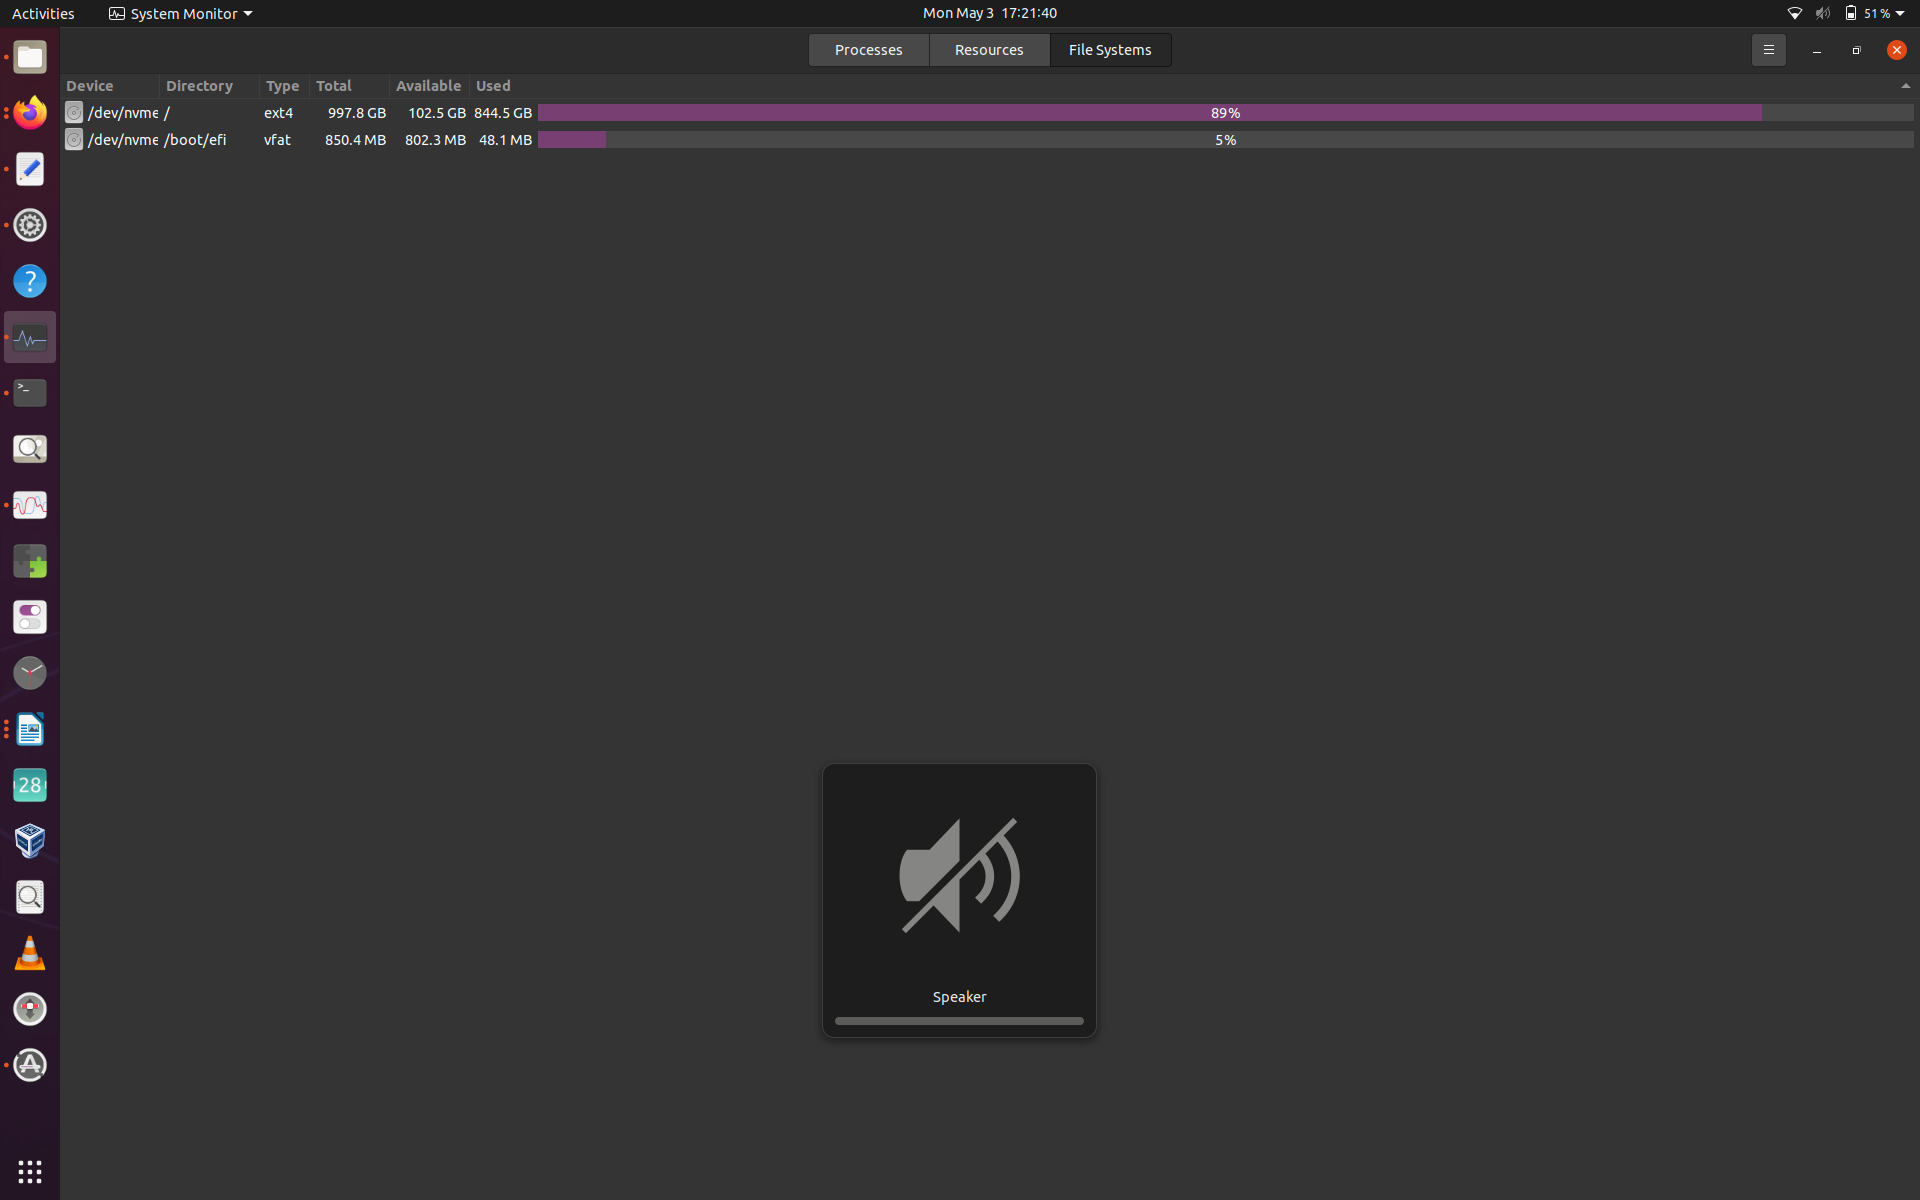 Activities System Monitor Mon May 3 17:21:40 51 %
Processes Resources File Systems
Device Directory Type Total Available Used
/dev/nvme / ext4 997.8 GB 102.5 GB 844.5 GB 89%
/dev/nvme /boot/efi vfat 850.4 MB 802.3 MB 48.1 MB 5%
?
>_
28
Speaker